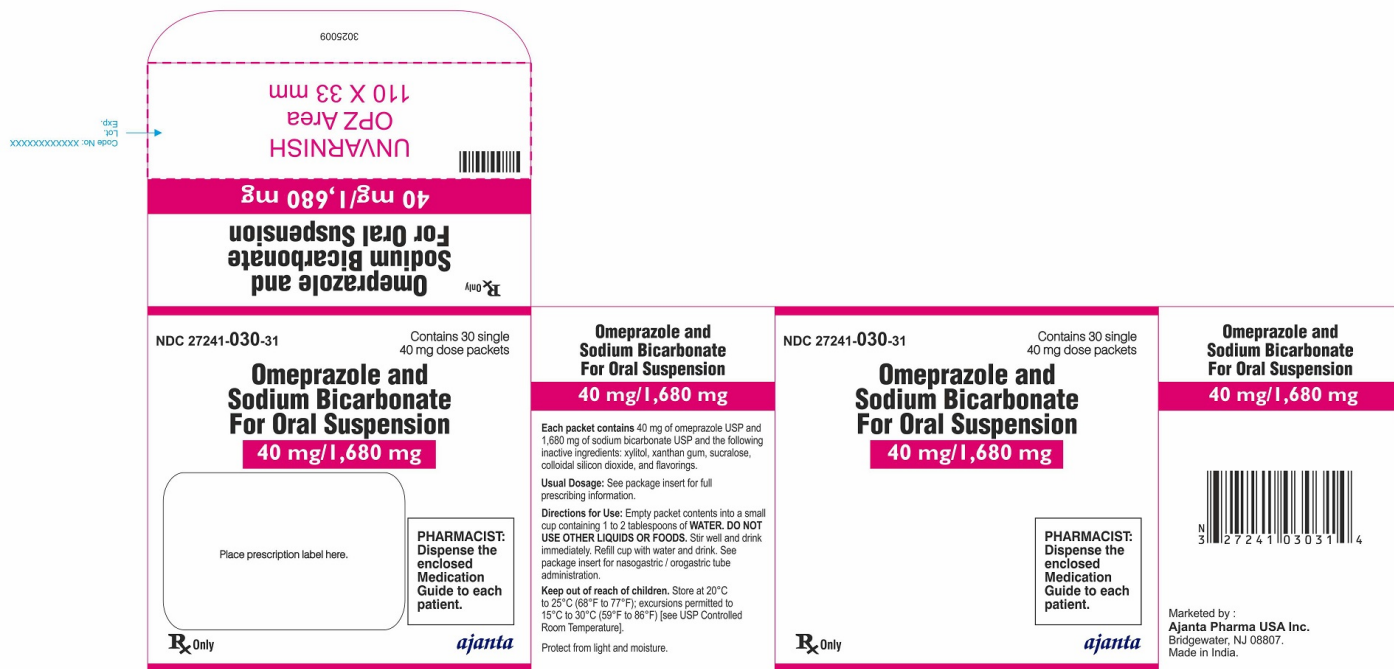 3025009
UNVARNISH
OPZ Area
110 X 33 mm
Code No: XXXXXXXXXXXXX
Lot.
Exp.
40 mg/1,680 mg
Rx Only
Omeprazole and
Sodium Bicarbonate
For Oral Suspension
NDC 27241-030-31
Contains 30 single
40 mg dose packets
Omeprazole and
Sodium Bicarbonate
For Oral Suspension
40 mg/1,680 mg
Place prescription label here.
PHARMACIST:
Dispense the
enclosed
Medication
Guide to each
patient.
Rx Only
ajanta
Omeprazole and
Sodium Bicarbonate
For Oral Suspension
40 mg/1,680 mg
Each packet contains 40 mg of omeprazole USP and
1,680 mg of sodium bicarbonate USP and the following
inactive ingredients: xylitol, xanthan gum, sucralose,
colloidal silicon dioxide, and flavorings.
Usual Dosage: See package insert for full
prescribing information.
Directions for Use: Empty packet contents into a small
cup containing 1 to 2 tablespoons of WATER. DO NOT
USE OTHER LIQUIDS OR FOODS. Stir well and drink
immediately. Refill cup with water and drink. See
package insert for nasogastric / orogastric tube
administration.
Keep out of reach of children. Store at 20°C
to 25°C (68°F to 77°F); excursions permitted to
15°C to 30°C (59°F to 86°F) [see USP Controlled
Room Temperature].
Protect from light and moisture.
NDC 27241-030-31
Contains 30 single
40 mg dose packets
Omeprazole and
Sodium Bicarbonate
For Oral Suspension
40 mg/1,680 mg
PHARMACIST:
Dispense the
enclosed
Medication
Guide to each
patient.
Rx Only
ajanta
Omeprazole and
Sodium Bicarbonate
For Oral Suspension
40 mg/1,680 mg
N
3 27241 03031 4
Marketed by :
Ajanta Pharma USA Inc.
Bridgewater, NJ 08807.
Made in India.